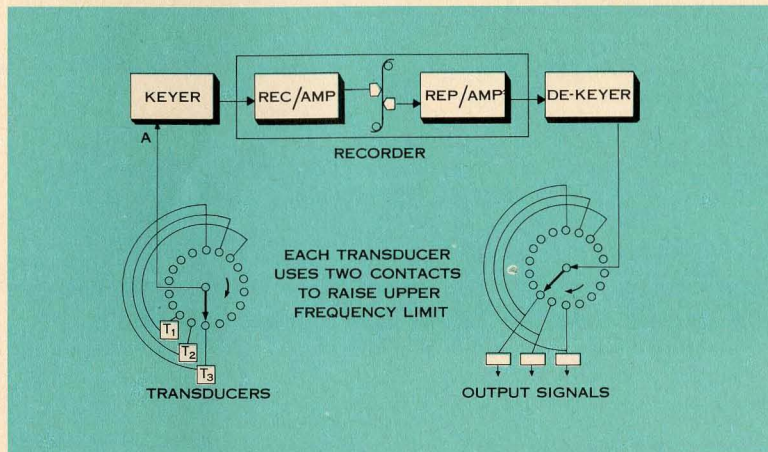 KEYER
REC/AMP
REP/AMP
DE-KEYER
A
RECORDER
EACH TRANSDUCER
USES TWO CONTACTS
TO RAISE UPPER
FREQUENCY LIMIT
T₁
T₂
T₃
TRANSDUCERS
OUTPUT SIGNALS